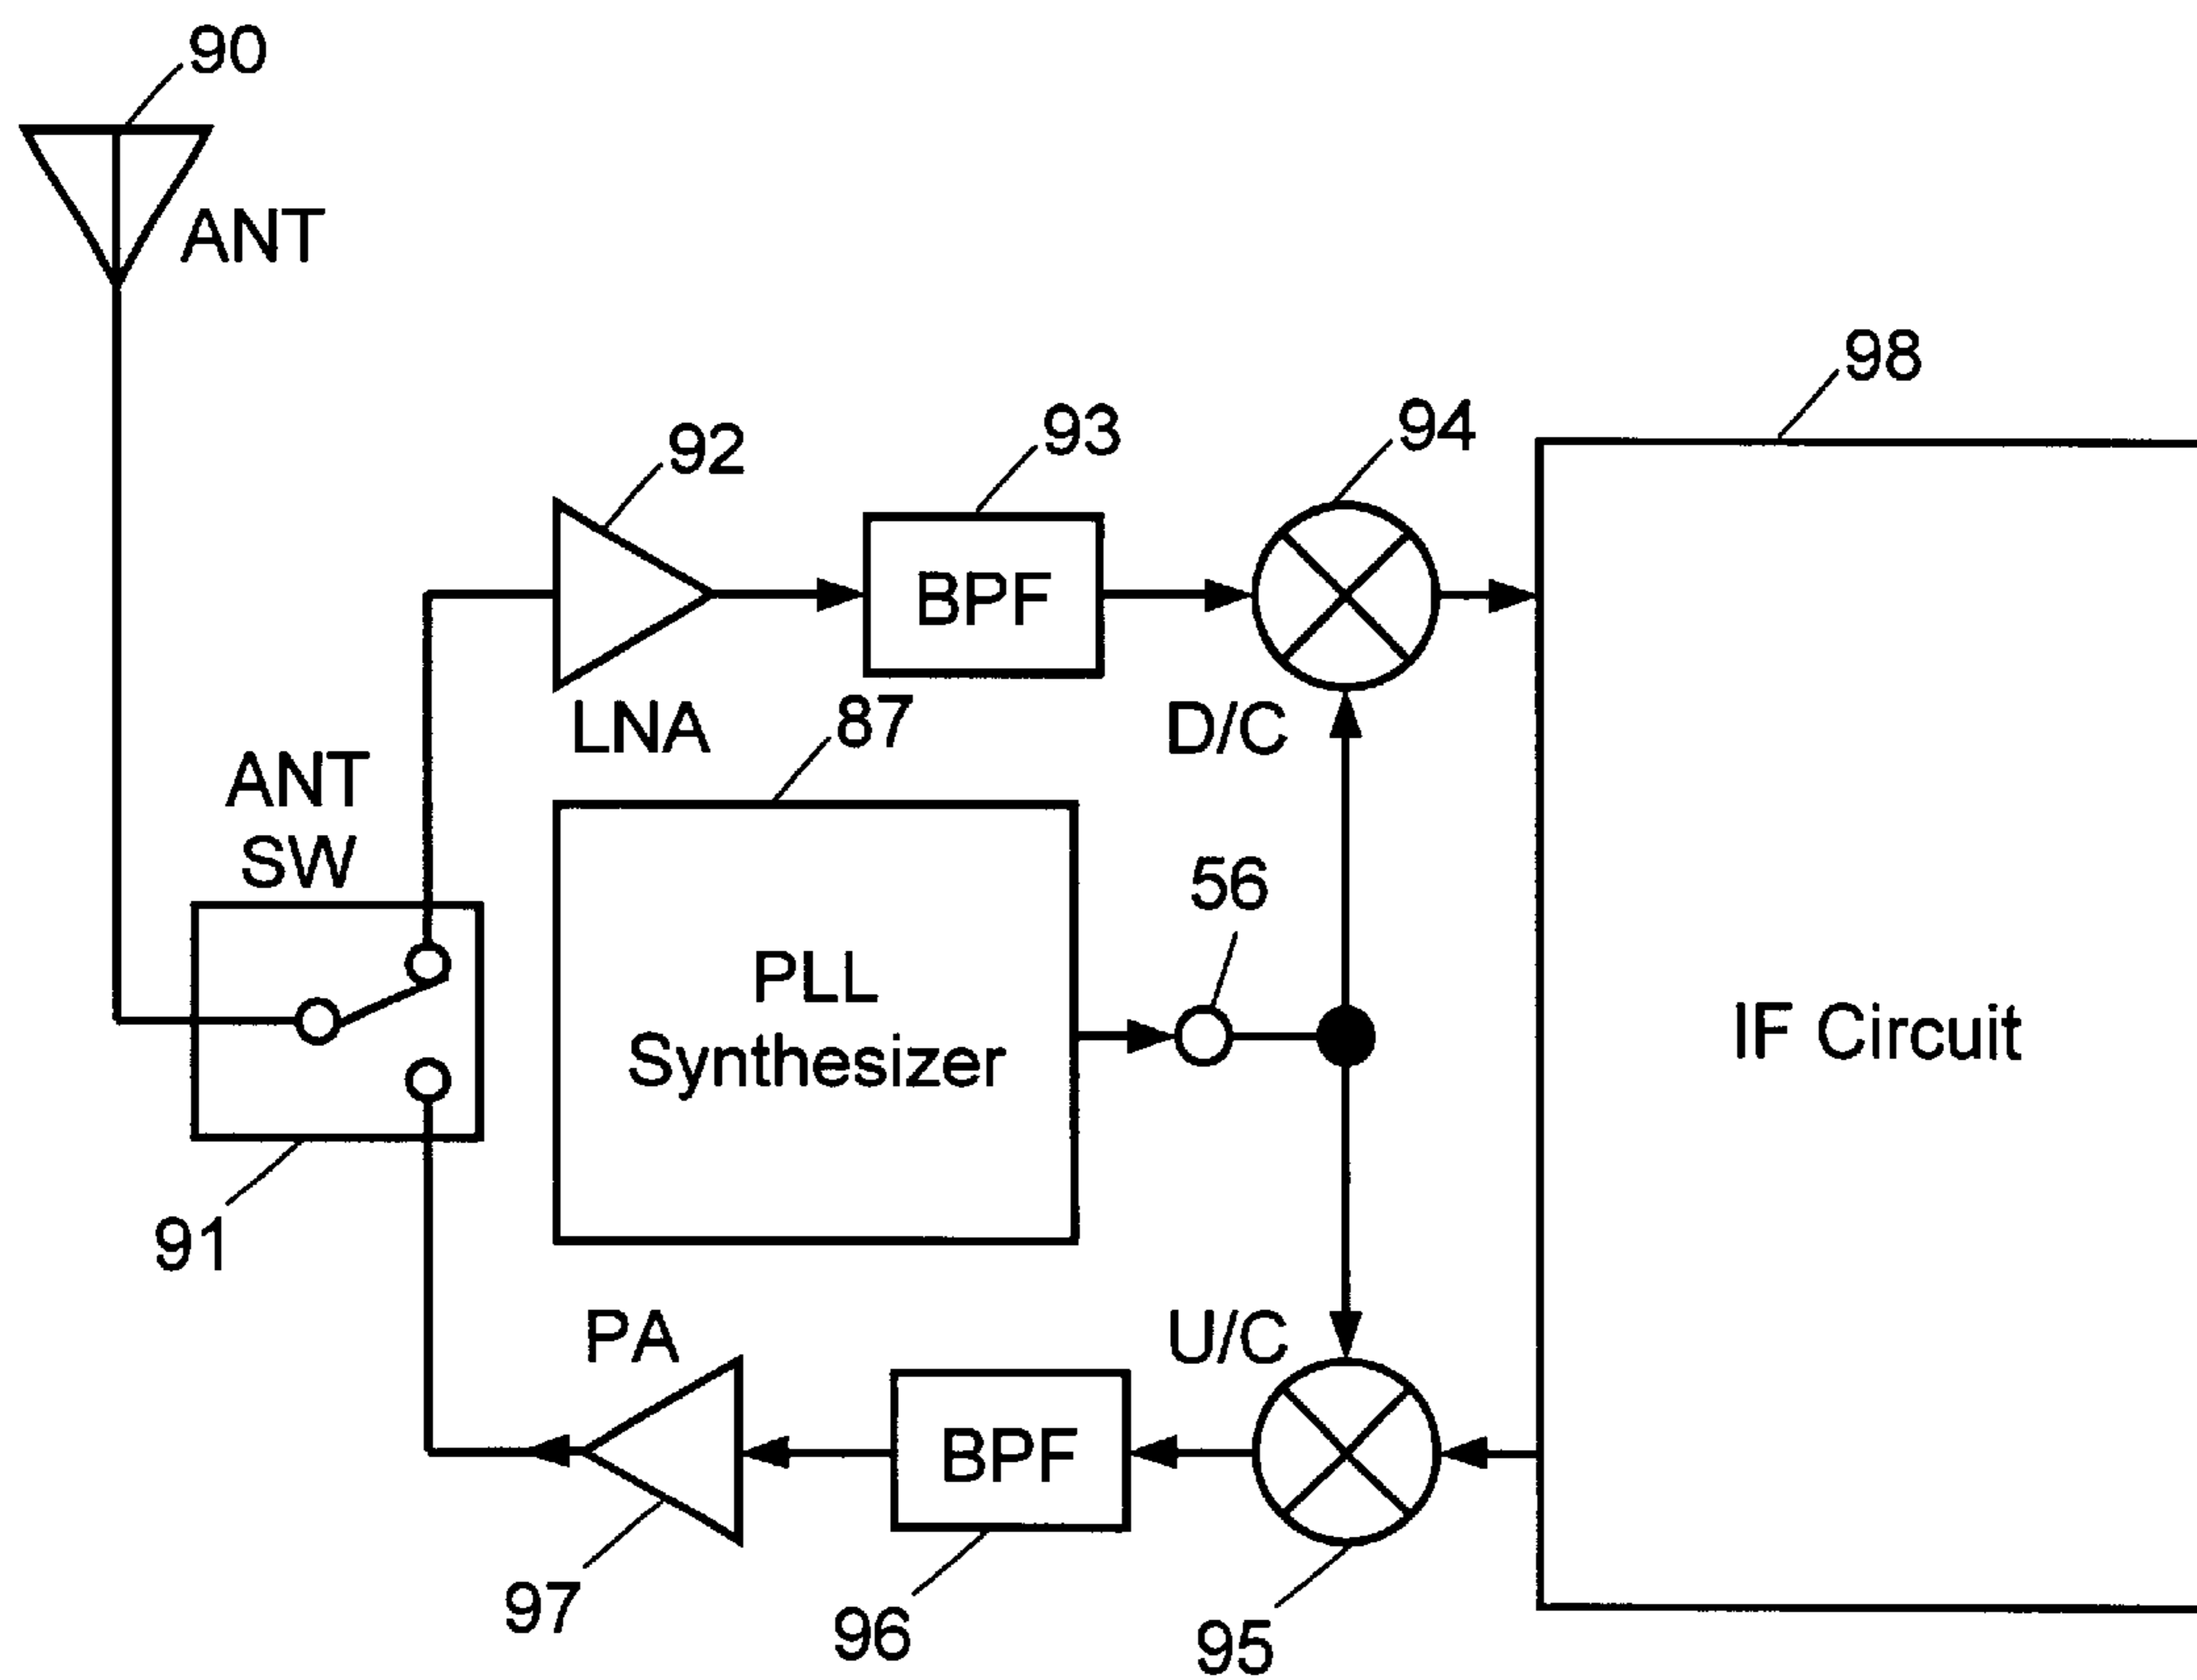 90
ANT
98
94
93
92
BPF
LNA
87
D/C
ANT
SW
56
PLL
Synthesizer
IF Circuit
91
PA
U/C
BPF
97
96
95